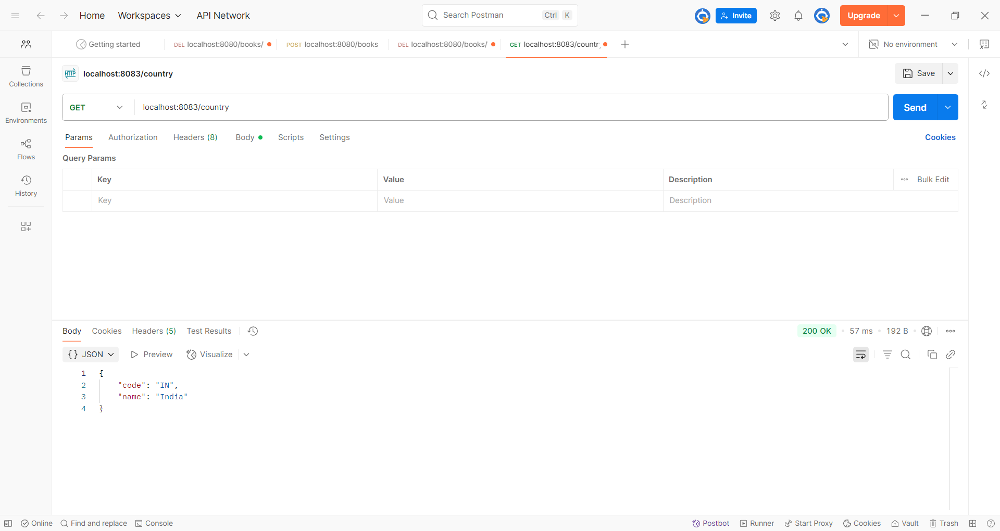 Home Workspaces API Network Search Postman Ctrl K Invite Upgrade
Getting started DEL localhost:8080/books/ POST localhost:8080/books DEL localhost:8080/books/ GET localhost:8083/countr No environment
HTTP localhost:8083/country Save
Collections
GET localhost:8083/country Send
Environments
Params Authorization Headers (8) Body Scripts Settings Cookies
Flows
Query Params
Key Value Description Bulk Edit
History
Key Value Description
Body Cookies Headers (5) Test Results 200 OK 57 ms 192 B
{} JSON Preview Visualize
1 {
2 "code": "IN",
3 "name": "India"
4 }
Online Find and replace Console Postbot Runner Start Proxy Cookies Vault Trash